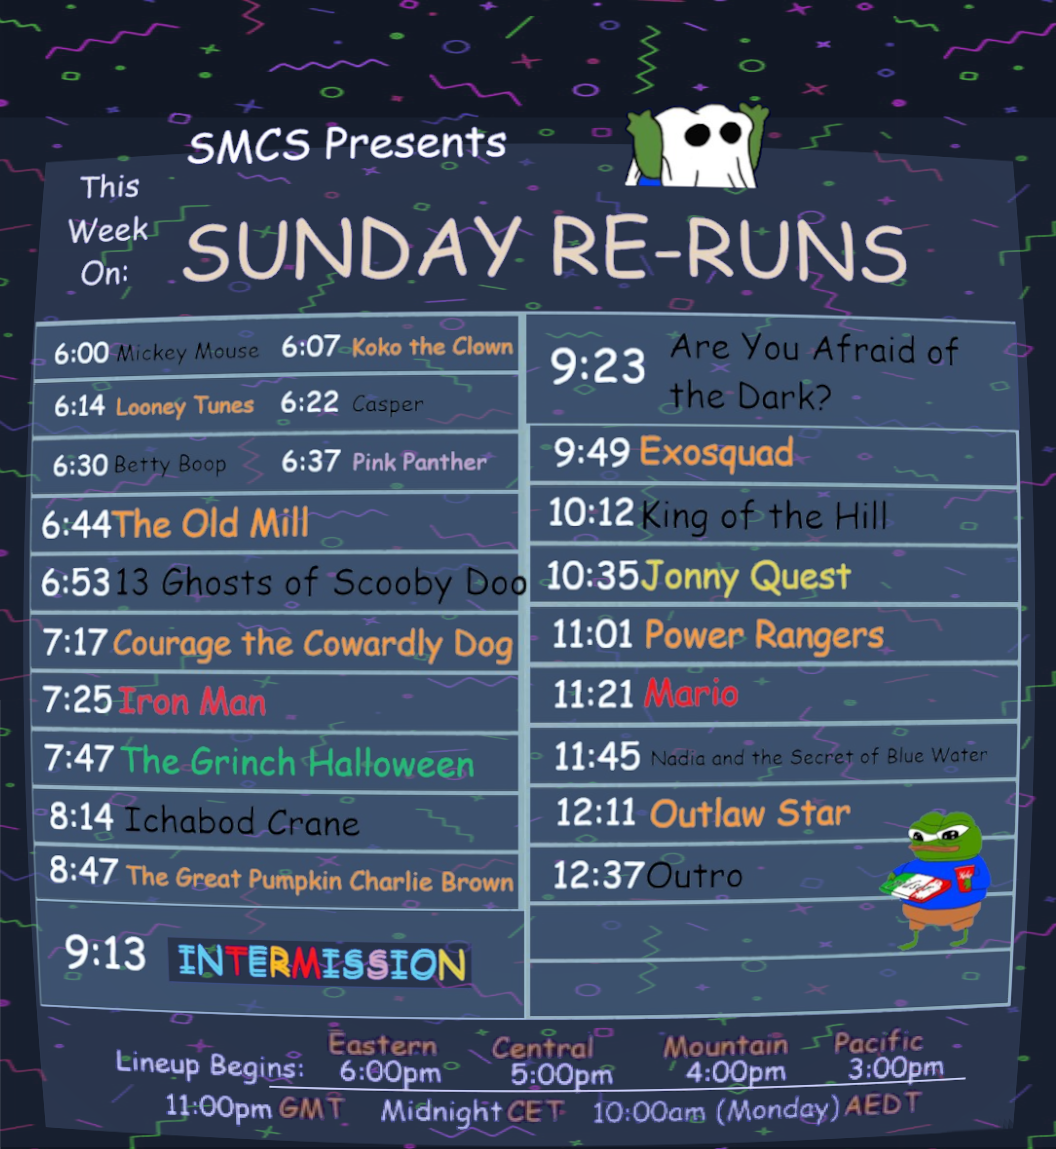 SMCS Presents
This
Week
On:
SUNDAY RE-RUNS
6:00 Mickey Mouse 6:07 Koko the Clown
6:14 Looney Tunes 6:22 Casper
6:30 Betty Boop 6:37 Pink Panther
6:44 The Old Mill
6:53 13 Ghosts of Scooby Doo
7:17 Courage the Cowardly Dog
7:25 Iron Man
7:47 The Grinch Halloween
8:14 Ichabod Crane
8:47 The Great Pumpkin Charlie Brown
9:13 INTERMISSION
9:23 Are You Afraid of
the Dark?
9:49 Exosquad
10:12 King of the Hill
10:35 Jonny Quest
11:01 Power Rangers
11:21 Mario
11:45 Nadia and the Secret of Blue Water
12:11 Outlaw Star
12:37 Outro
Eastern Central Mountain Pacific
Lineup Begins: 6:00pm 5:00pm 4:00pm 3:00pm
11:00pm GMT Midnight CET 10:00am (Monday) AEDT